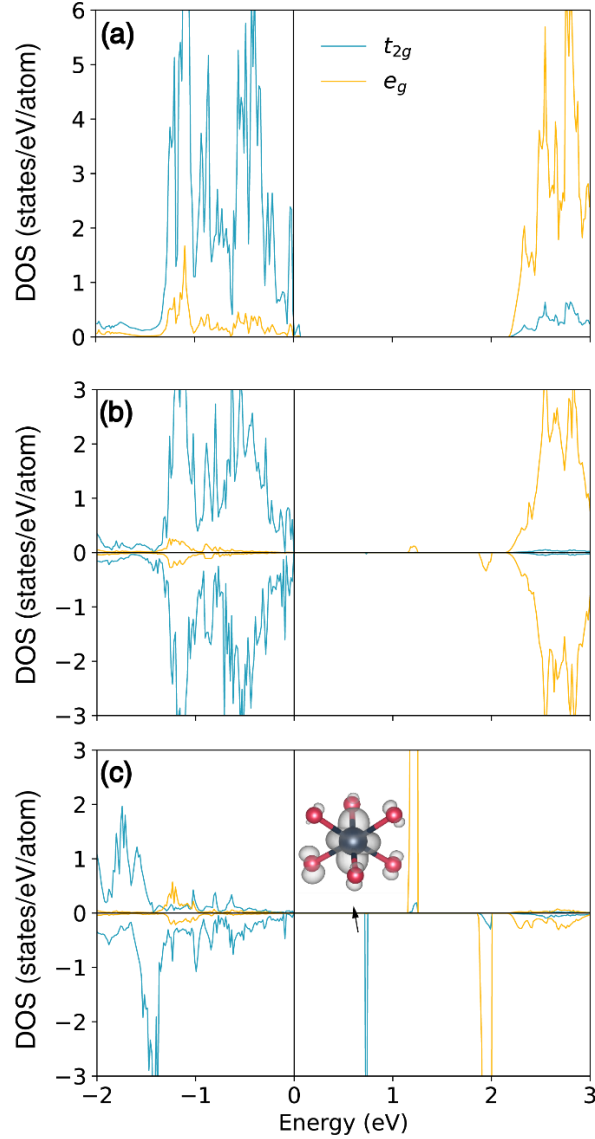 (a)
t2g
eg
DOS (states/eV/atom)
6
5
4
3
2
1
0
(b)
DOS (states/eV/atom)
3
2
1
0
−1
−2
−3
(c)
DOS (states/eV/atom)
3
2
1
0
−1
−2
−3
−2 −1 0 1 2 3
Energy (eV)